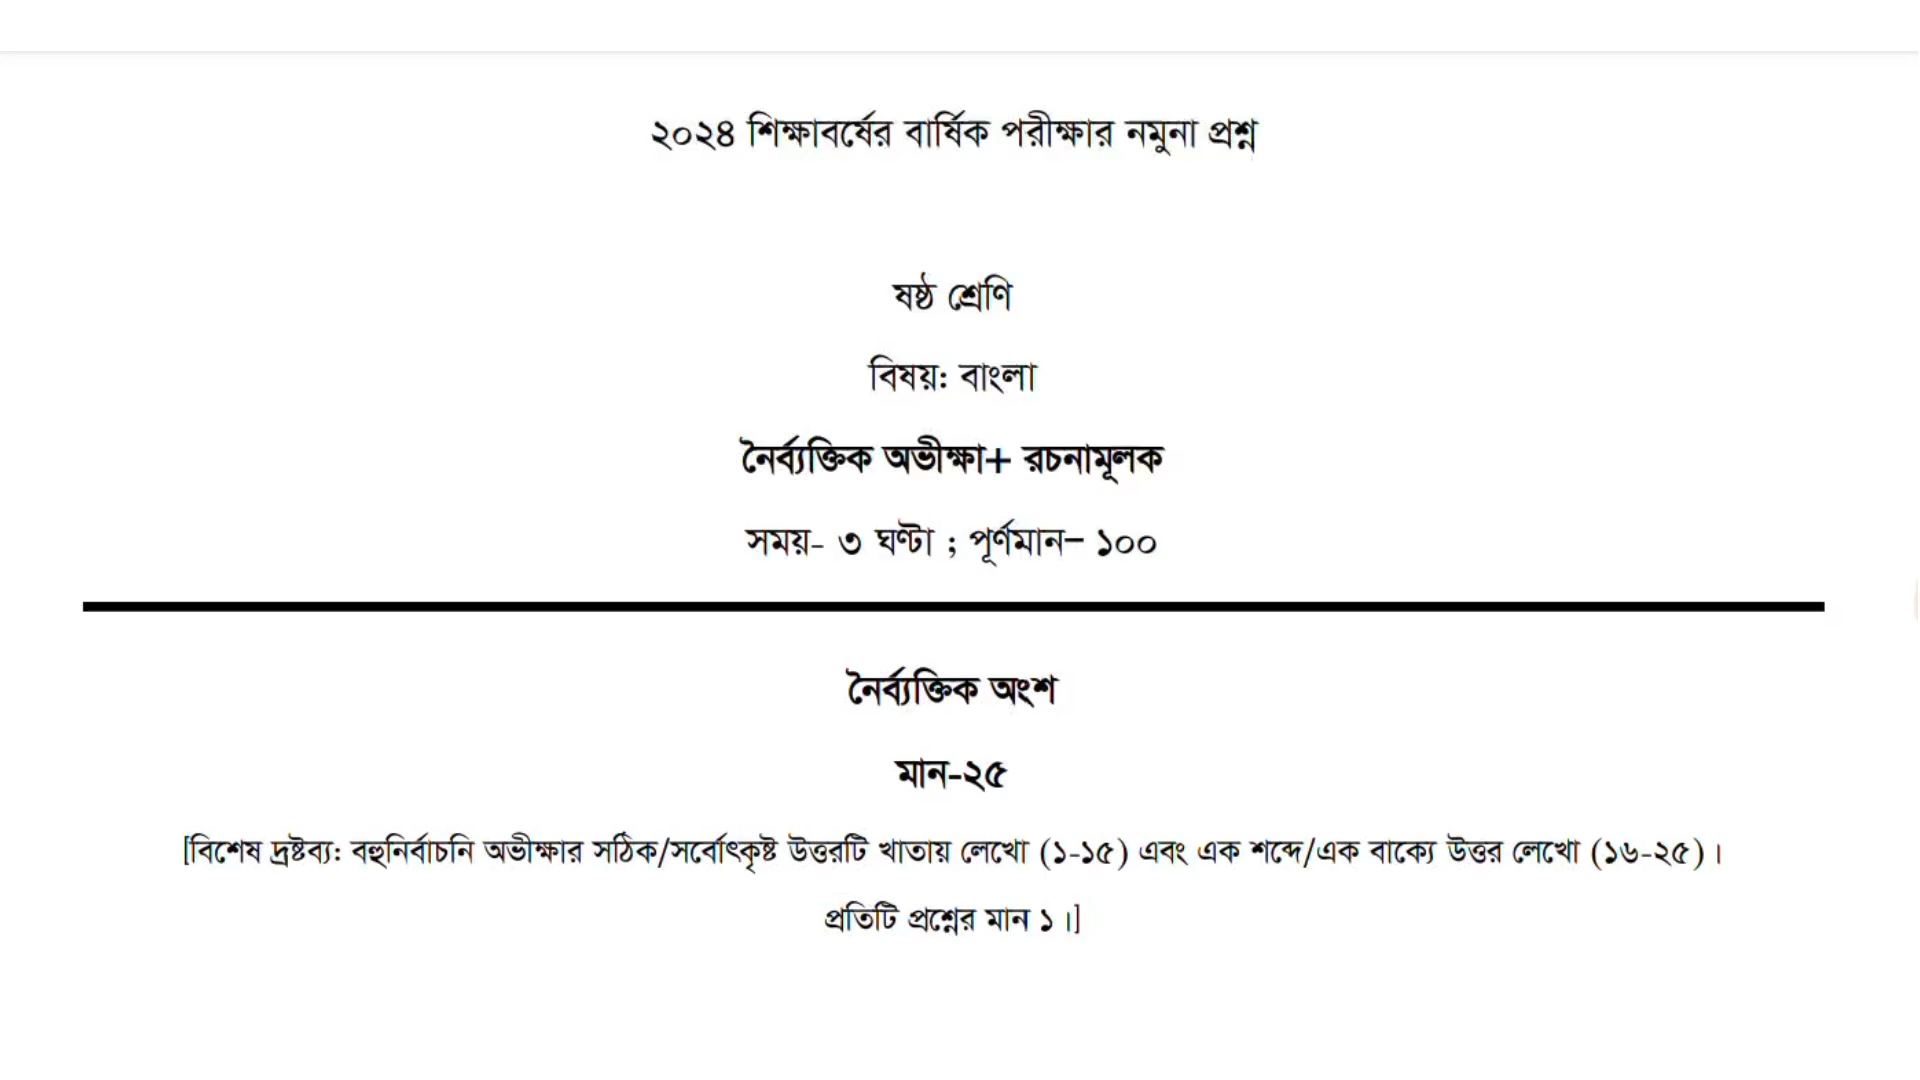 ২০২৪ শিক্ষাবর্ষের বার্ষিক পরীক্ষার নমুনা প্রশ্ন
ষষ্ঠ শ্রেণি
বিষয়: বাংলা
নৈর্ব্যক্তিক অভীক্ষা+ রচনামূলক
সময়- ৩ ঘণ্টা ; পূর্ণমান– ১০০
নৈর্ব্যক্তিক অংশ
মান-২৫
[বিশেষ দ্রষ্টব্য: বহুনির্বাচনি অভীক্ষার সঠিক/সর্বোৎকৃষ্ট উত্তরটি খাতায় লেখো (১-১৫) এবং এক শব্দে/এক বাক্যে উত্তর লেখো (১৬-২৫)।
প্রতিটি প্রশ্নের মান ১।]